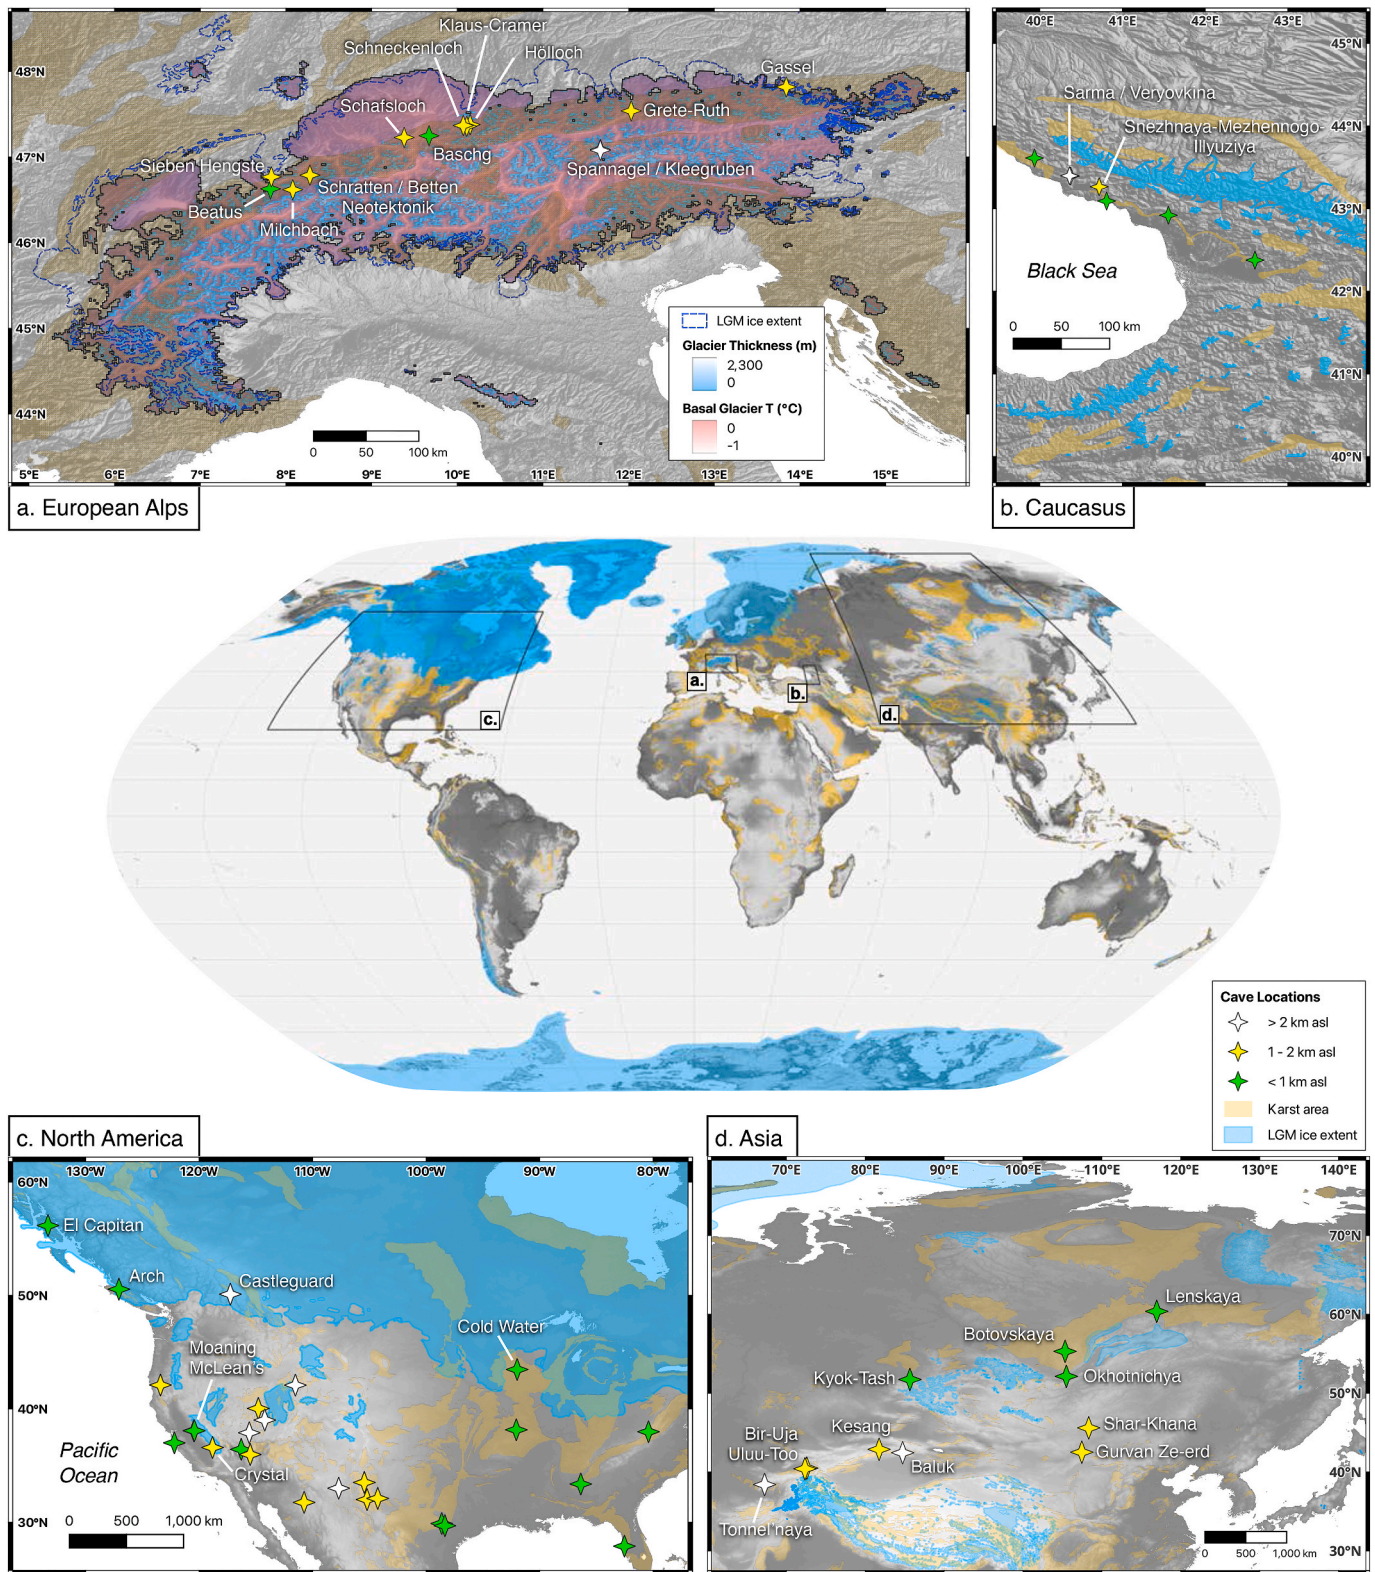 Klaus-Cramer
Schneckenloch
Hölloch
Gassel
48°N
Schafsloch
Grete-Ruth
47°N
Baschg
Sieben Hengste
Spannagel / Kleegruben
Schratten / Betten
Neotektonik
Beatus
Milchbach
46°N
LGM ice extent
Glacier Thickness (m)
2,300
0
45°N
Basal Glacier T (°C)
0
-1
44°N
0 50 100 km
5°E 6°E 7°E 8°E 9°E 10°E 11°E 12°E 13°E 14°E 15°E
a. European Alps
40°E 41°E 42°E 43°E
45°N
Sarma / Veryovkina
Snezhnaya-Mezhennogo-
Illyuziya
44°N
43°N
Black Sea
42°N
0 50 100 km
41°N
40°N
b. Caucasus
a.
b.
c.
d.
Cave Locations
> 2 km asl
1 - 2 km asl
< 1 km asl
Karst area
LGM ice extent
c. North America
130°W 120°W 110°W 100°W 90°W 80°W
60°N
El Capitan
Arch
Castleguard
50°N
Cold Water
Moaning
McLean's
40°N
Pacific
Ocean
Crystal
0 500 1,000 km
30°N
d. Asia
70°E 80°E 90°E 100°E 110°E 120°E 130°E 140°E
70°N
Lenskaya
60°N
Botovskaya
Kyok-Tash
Okhotnichya
50°N
Kesang
Shar-Khana
Bir-Uja
Uluu-Too
Gurvan Ze-erd
Baluk
40°N
Tonnel'naya
0 500 1,000 km
30°N